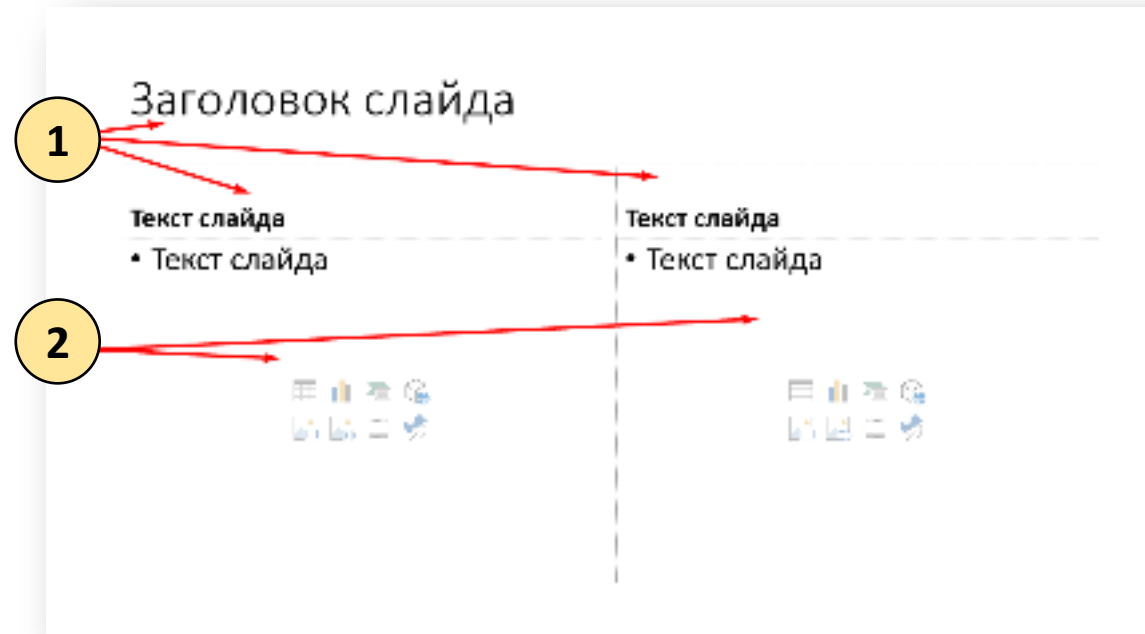 Заголовок слайда
1
Текст слайда
Текст слайда
• Текст слайда
• Текст слайда
2